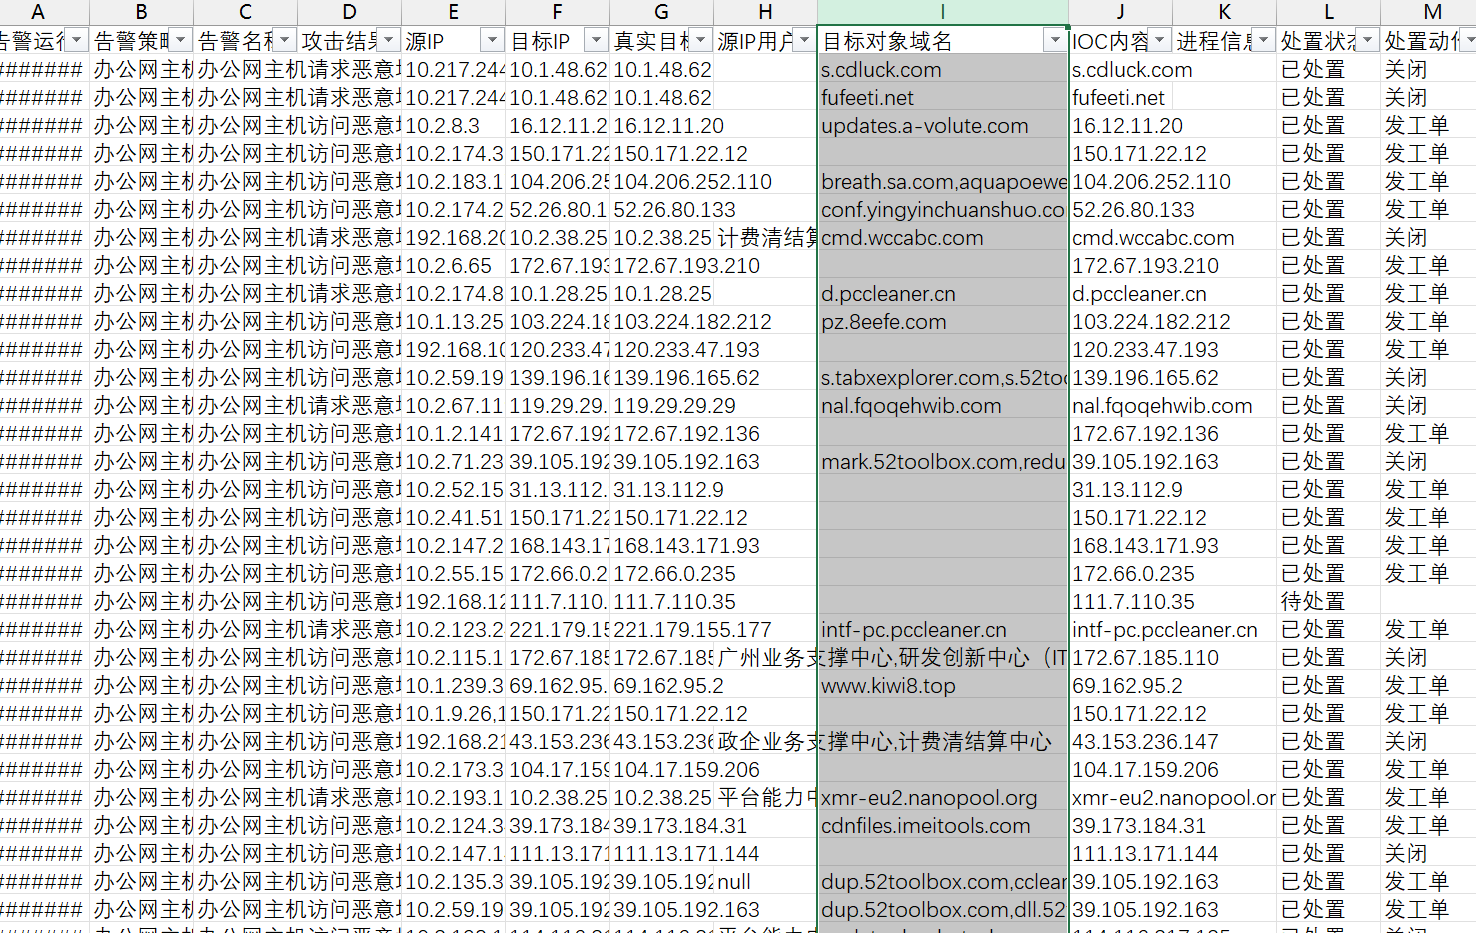 A B C D E F G H I J K L M
告警运行 告警策略 告警名称 攻击结果 源IP 目标IP 真实目标 源IP用户 目标对象域名 IOC内容 进程信息 处置状态 处置动作
####### 办公网主机 办公网主机请求恶意 10.217.244 10.1.48.62 10.1.48.62 s.cdluck.com s.cdluck.com 已处置 关闭
####### 办公网主机 办公网主机请求恶意 10.217.244 10.1.48.62 10.1.48.62 fufeeti.net fufeeti.net 已处置 关闭
####### 办公网主机 办公网主机访问恶意 10.2.8.3 16.12.11.2 16.12.11.20 updates.a-volute.com 16.12.11.20 已处置 发工单
####### 办公网主机 办公网主机访问恶意 10.2.174.3 150.171.22 150.171.22.12 150.171.22.12 已处置 发工单
####### 办公网主机 办公网主机访问恶意 10.2.183.1 104.206.25 104.206.252.110 breath.sa.com,aquapoewe 104.206.252.110 已处置 发工单
####### 办公网主机 办公网主机访问恶意 10.2.174.2 52.26.80.1 52.26.80.133 conf.yingyinchuanshuo.co 52.26.80.133 已处置 发工单
####### 办公网主机 办公网主机请求恶意 192.168.20 10.2.38.25 10.2.38.25 计费清结算 cmd.wccabc.com cmd.wccabc.com 已处置 关闭
####### 办公网主机 办公网主机访问恶意 10.2.6.65 172.67.193 172.67.193.210 172.67.193.210 已处置 发工单
####### 办公网主机 办公网主机请求恶意 10.2.174.8 10.1.28.25 10.1.28.25 d.pccleaner.cn d.pccleaner.cn 已处置 发工单
####### 办公网主机 办公网主机访问恶意 10.1.13.25 103.224.18 103.224.182.212 pz.8eefe.com 103.224.182.212 已处置 发工单
####### 办公网主机 办公网主机访问恶意 192.168.10 120.233.47 120.233.47.193 120.233.47.193 已处置 发工单
####### 办公网主机 办公网主机访问恶意 10.2.59.19 139.196.16 139.196.165.62 s.tabxexplorer.com,s.52to 139.196.165.62 已处置 关闭
####### 办公网主机 办公网主机请求恶意 10.2.67.11 119.29.29. 119.29.29.29 nal.fqoqehwib.com nal.fqoqehwib.com 已处置 关闭
####### 办公网主机 办公网主机访问恶意 10.1.2.141 172.67.192 172.67.192.136 172.67.192.136 已处置 发工单
####### 办公网主机 办公网主机访问恶意 10.2.71.23 39.105.192 39.105.192.163 mark.52toolbox.com,redu 39.105.192.163 已处置 关闭
####### 办公网主机 办公网主机访问恶意 10.2.52.15 31.13.112. 31.13.112.9 31.13.112.9 已处置 发工单
####### 办公网主机 办公网主机访问恶意 10.2.41.51 150.171.22 150.171.22.12 150.171.22.12 已处置 发工单
####### 办公网主机 办公网主机访问恶意 10.2.147.2 168.143.17 168.143.171.93 168.143.171.93 已处置 发工单
####### 办公网主机 办公网主机访问恶意 10.2.55.15 172.66.0.2 172.66.0.235 172.66.0.235 已处置 发工单
####### 办公网主机 办公网主机访问恶意 192.168.12 111.7.110. 111.7.110.35 111.7.110.35 待处置
####### 办公网主机 办公网主机请求恶意 10.2.123.2 221.179.15 221.179.155.177 intf-pc.pccleaner.cn intf-pc.pccleaner.cn 已处置 发工单
####### 办公网主机 办公网主机访问恶意 10.2.115.1 172.67.185 172.67.185 广州业务支撑中心,研发创新中心（IT 172.67.185.110 已处置 关闭
####### 办公网主机 办公网主机访问恶意 10.1.239.3 69.162.95. 69.162.95.2 www.kiwi8.top 69.162.95.2 已处置 发工单
####### 办公网主机 办公网主机访问恶意 10.1.9.26,1 150.171.22 150.171.22.12 150.171.22.12 已处置 发工单
####### 办公网主机 办公网主机访问恶意 192.168.21 43.153.236 43.153.236 政企业务支撑中心,计费清结算中心 43.153.236.147 已处置 关闭
####### 办公网主机 办公网主机访问恶意 10.2.173.3 104.17.159 104.17.159.206 104.17.159.206 已处置 发工单
####### 办公网主机 办公网主机请求恶意 10.2.193.1 10.2.38.25 10.2.38.25 平台能力中 xmr-eu2.nanopool.org xmr-eu2.nanopool.or 已处置 发工单
####### 办公网主机 办公网主机访问恶意 10.2.124.3 39.173.184 39.173.184.31 cdnfiles.imeitools.com 39.173.184.31 已处置 发工单
####### 办公网主机 办公网主机访问恶意 10.2.147.1 111.13.171 111.13.171.144 111.13.171.144 已处置 关闭
####### 办公网主机 办公网主机访问恶意 10.2.135.3 39.105.192 39.105.192 null dup.52toolbox.com,cclear 39.105.192.163 已处置 发工单
####### 办公网主机 办公网主机访问恶意 10.2.59.19 39.105.192 39.105.192.163 dup.52toolbox.com,dll.52 39.105.192.163 已处置 发工单